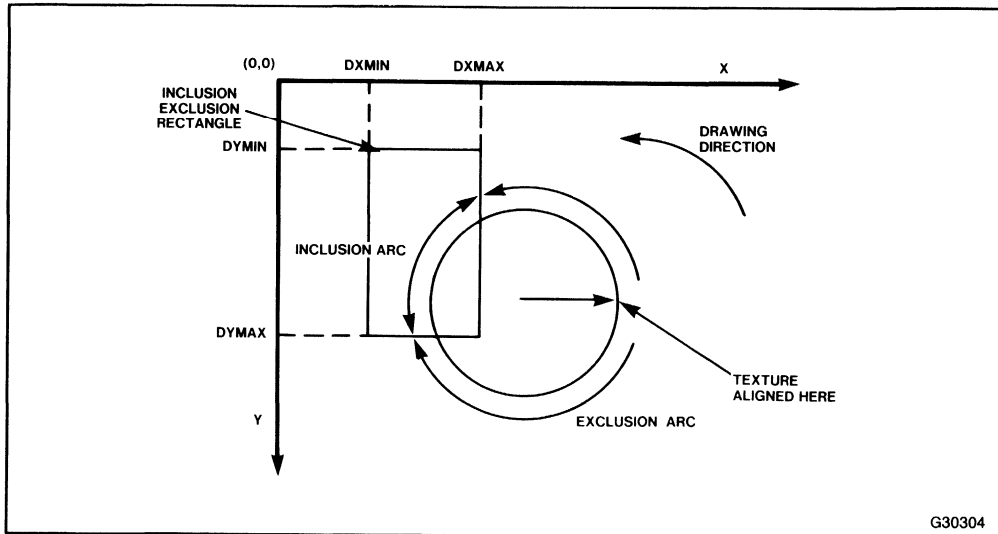 (0,0)
DXMIN
DXMAX
X
INCLUSION
EXCLUSION
RECTANGLE
DYMIN
DRAWING
DIRECTION
INCLUSION ARC
DYMAX
TEXTURE
ALIGNED HERE
Y
EXCLUSION ARC
G30304